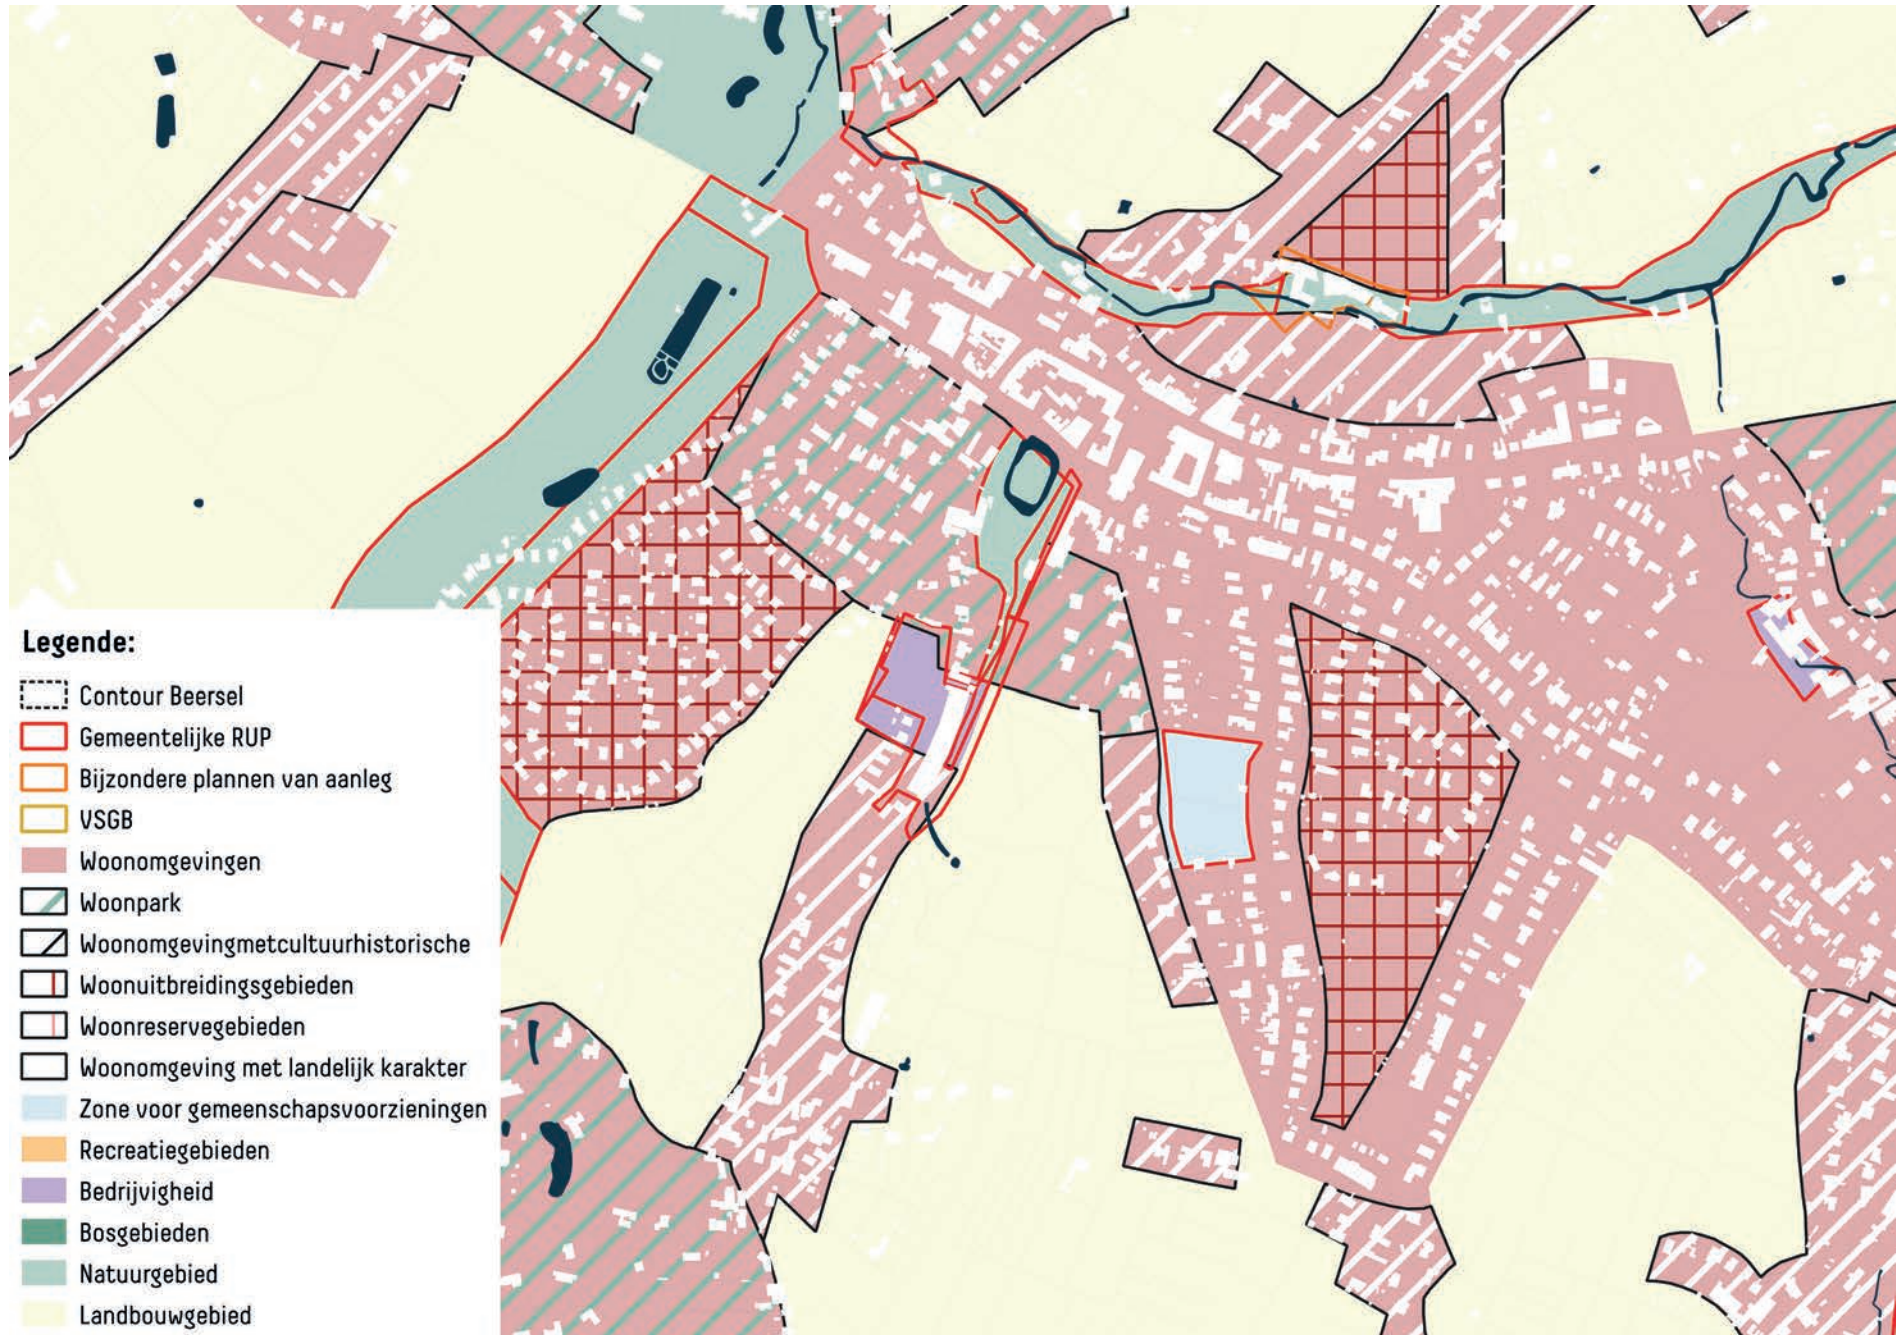 Legende:
Contour Beersel
Gemeentelijke RUP
Bijzondere plannen van aanleg
VSGB
Woonomgevingen
Woonpark
Woonomgevingmetcultuurhistorische
Woonuitbreidingsgebieden
Woonreservegebieden
Woonomgeving met landelijk karakter
Zone voor gemeenschapsvoorzieningen
Recreatiegebieden
Bedrijvigheid
Bosgebieden
Natuurgebied
Landbouwgebied